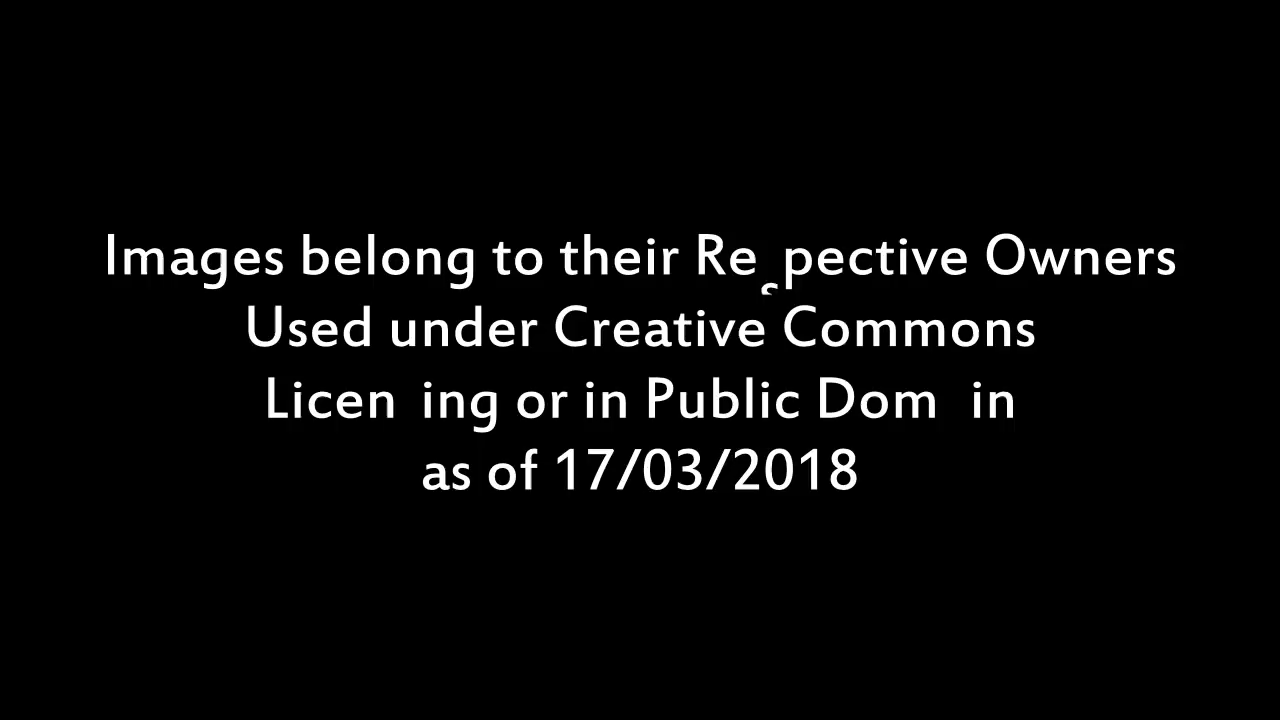 Images belong to their Respective Owners
Used under Creative Commons
Licen ing or in Public Dom in
as of 17/03/2018